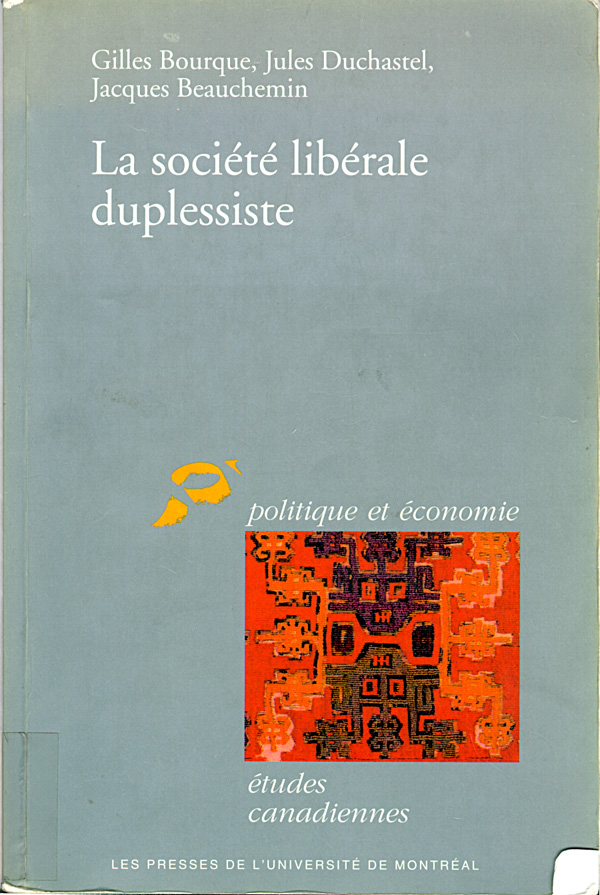 Gilles Bourque, Jules Duchastel,
Jacques Beauchemin
La société libérale
duplessiste
politique et économie
études
canadiennes
LES PRESSES DE L'UNIVERSITÉ DE MONTRÉAL